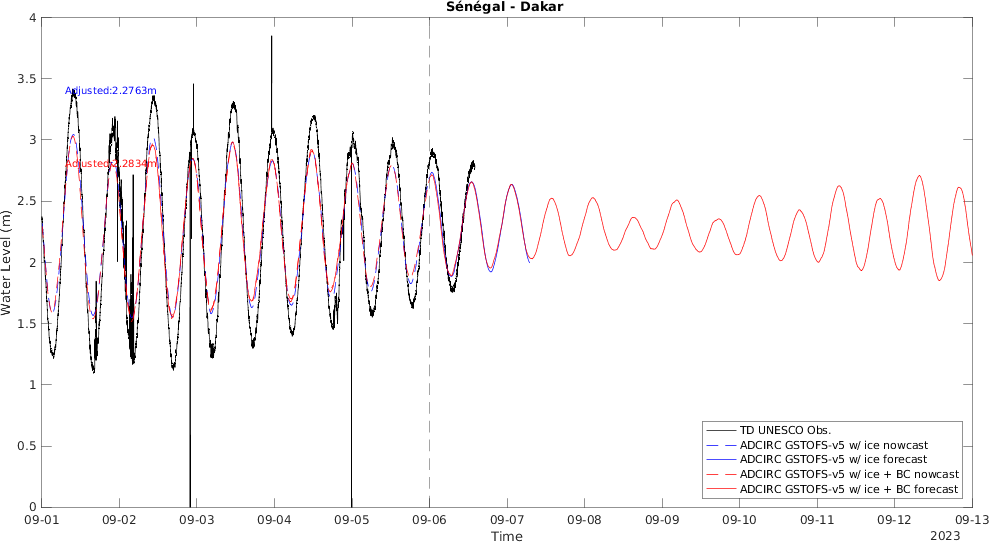 Sénégal - Dakar
4
3.5
3
2.5
2
1.5
1
0.5
0
Water Level (m)
Adjusted:2.2763m
Adjusted:2.2834m
TD UNESCO Obs.
ADCIRC GSTOFS-v5 w/ ice nowcast
ADCIRC GSTOFS-v5 w/ ice forecast
ADCIRC GSTOFS-v5 w/ ice + BC nowcast
ADCIRC GSTOFS-v5 w/ ice + BC forecast
09-01 09-02 09-03 09-04 09-05 09-06 09-07 09-08 09-09 09-10 09-11 09-12 09-13
Time
2023